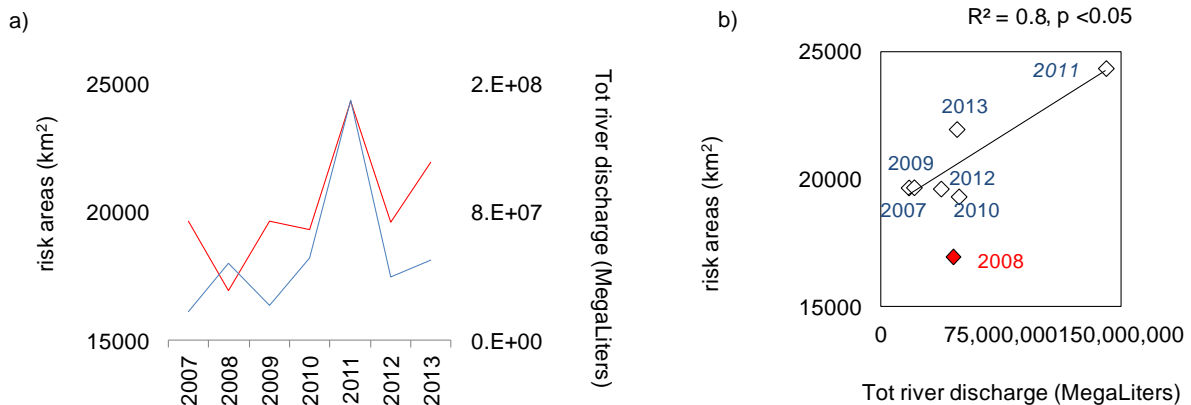 a)
25000
20000
15000
risk areas (km²)
2.E+08
8.E+07
0.E+00
Tot river discharge (MegaLiters)
2007
2008
2009
2010
2011
2012
2013
b)
R² = 0.8, p <0.05
25000
20000
15000
risk areas (km²)
2011
2013
2009
2012
2007
2010
2008
0
75,000,000
150,000,000
Tot river discharge (MegaLiters)